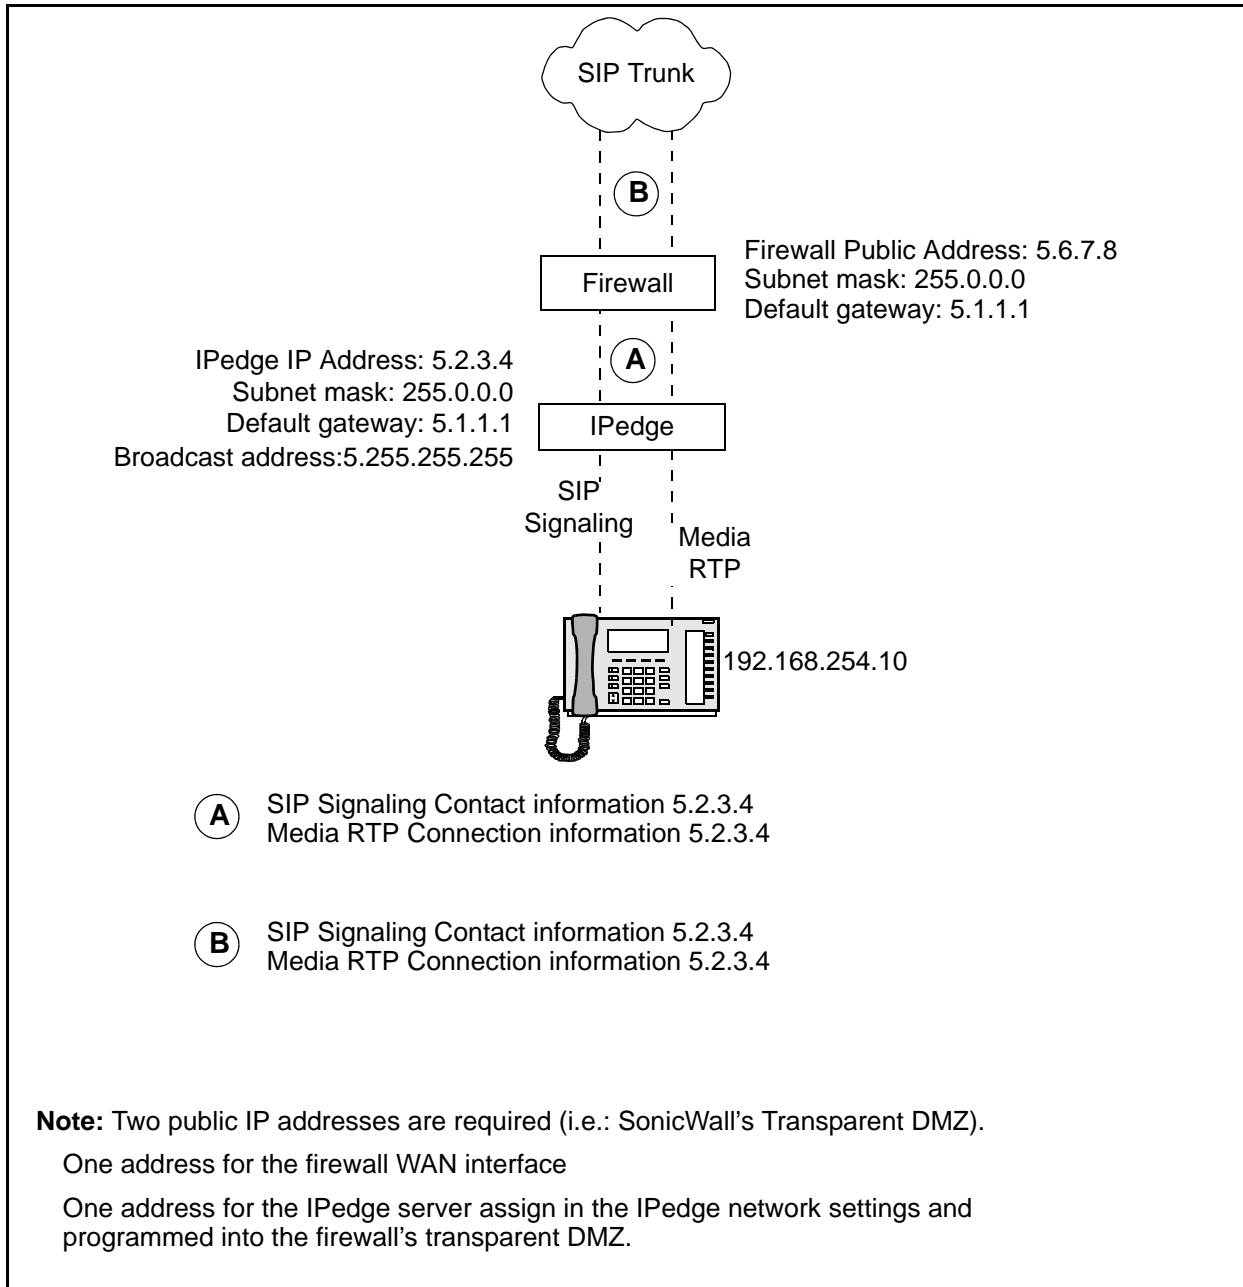 SIP Trunk
B
Firewall Public Address: 5.6.7.8
Subnet mask: 255.0.0.0
Default gateway: 5.1.1.1
Firewall
A
IPedge IP Address: 5.2.3.4
Subnet mask: 255.0.0.0
Default gateway: 5.1.1.1
Broadcast address:5.255.255.255
IPedge
SIP
Signaling
Media
RTP
192.168.254.10
A
SIP Signaling Contact information 5.2.3.4
Media RTP Connection information 5.2.3.4
B
SIP Signaling Contact information 5.2.3.4
Media RTP Connection information 5.2.3.4
Note: Two public IP addresses are required (i.e.: SonicWall's Transparent DMZ).
One address for the firewall WAN interface
One address for the IPedge server assign in the IPedge network settings and
programmed into the firewall's transparent DMZ.